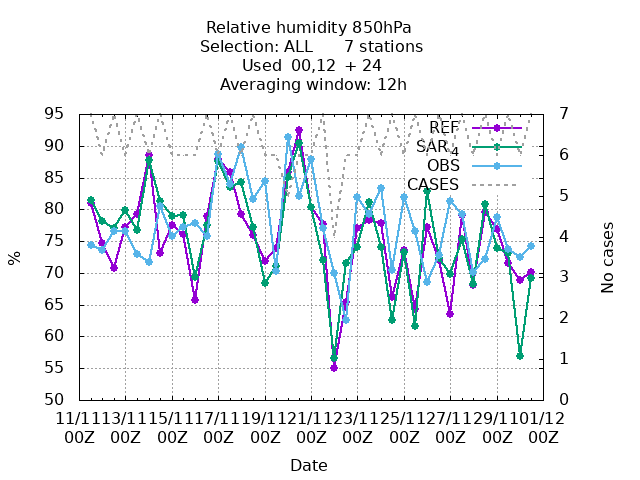 Relative humidity 850hPa
Selection: ALL 7 stations
Used 00,12 + 24
Averaging window: 12h
95
90
85
80
75
70
65
60
55
50
7
6
5
4
3
2
1
0
REF
SAR_4
OBS
CASES
%
No cases
11/11 13/11 15/11 17/11 19/11 21/11 23/11 25/11 27/11 29/11 01/12
00Z 00Z 00Z 00Z 00Z 00Z 00Z 00Z 00Z 00Z 00Z
Date